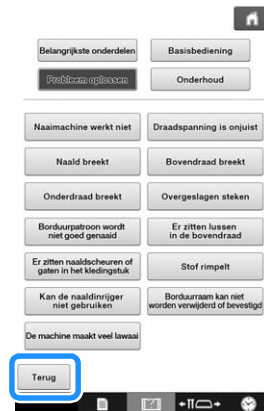 Belangrijkste onderdelen
Basisbediening
Probleem oplossen
Onderhoud
Naaimachine werkt niet
Draadspanning is onjuist
Naald breekt
Bovendraad breekt
Onderdraad breekt
Overgeslagen steken
Borduurpatroon wordt
niet goed genaaid
Er zitten lussen
in de bovendraad
Er zitten naaldscheuren of
gaten in het kledingstuk
Stof rimpelt
Kan de naaldinrijger
niet gebruiken
Borduurraam kan niet
worden verwijderd of bevestigd
De machine maakt veel lawaai
Terug